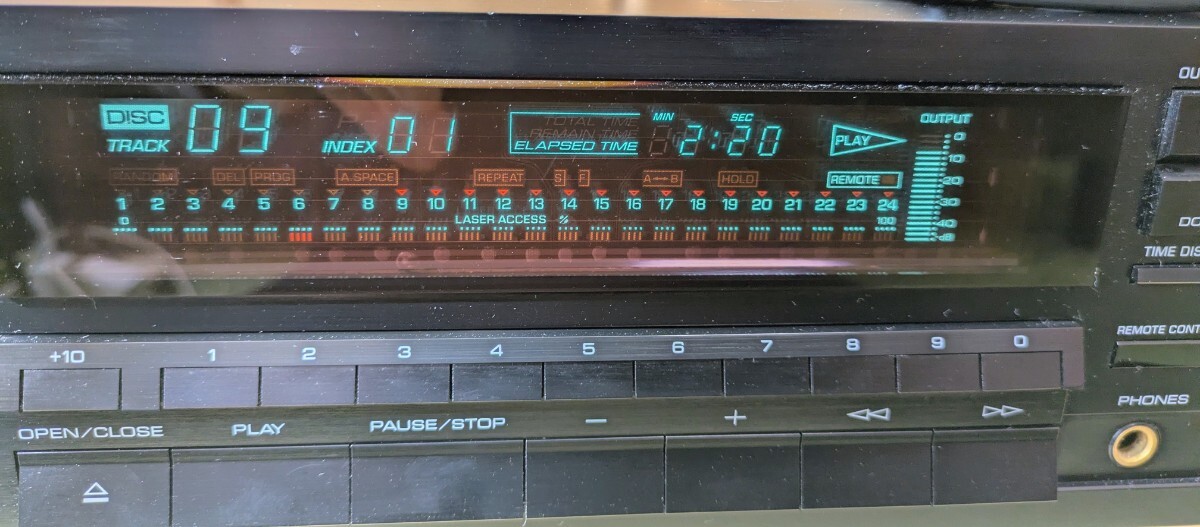 DISC
TRACK 09 INDEX 01
TOTAL TIME
REMAIN TIME
ELAPSED TIME
MIN SEC
2:20
PLAY
OUTPUT
0
10
20
30
40
dB
RANDOM DEL PROG A.SPACE REPEAT S E A↔B HOLD REMOTE
1 2 3 4 5 6 7 8 9 10 11 12 13 14 15 16 17 18 19 20 21 22 23 24
0 LASER ACCESS % 100
+10 1 2 3 4 5 6 7 8 9 0
OPEN/CLOSE PLAY PAUSE/STOP − + ◁◁ ▷▷
OU
DC
TIME DIS
REMOTE CONT
PHONES